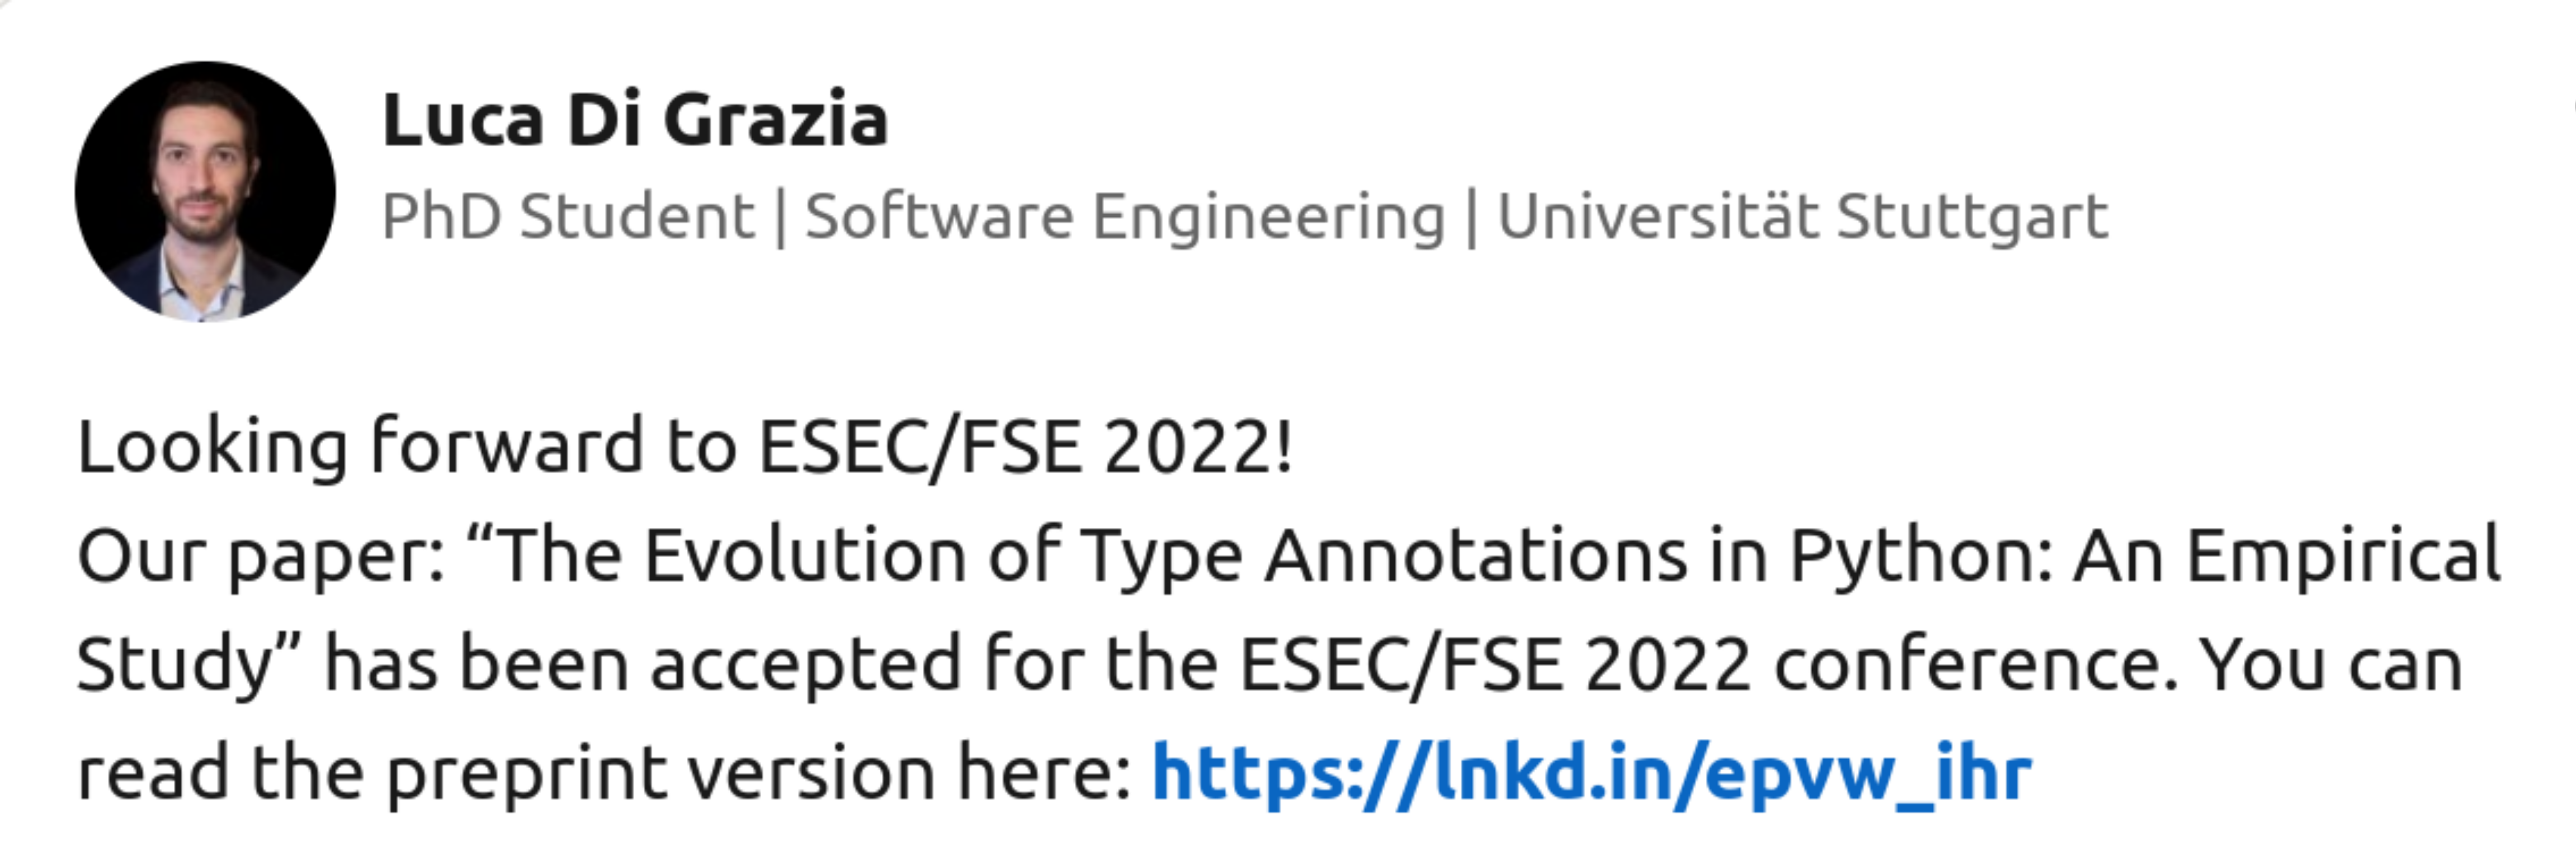 Luca Di Grazia
PhD Student | Software Engineering | Universität Stuttgart
Looking forward to ESEC/FSE 2022!
Our paper: “The Evolution of Type Annotations in Python: An Empirical
Study” has been accepted for the ESEC/FSE 2022 conference. You can
read the preprint version here: https://lnkd.in/epvw_ihr